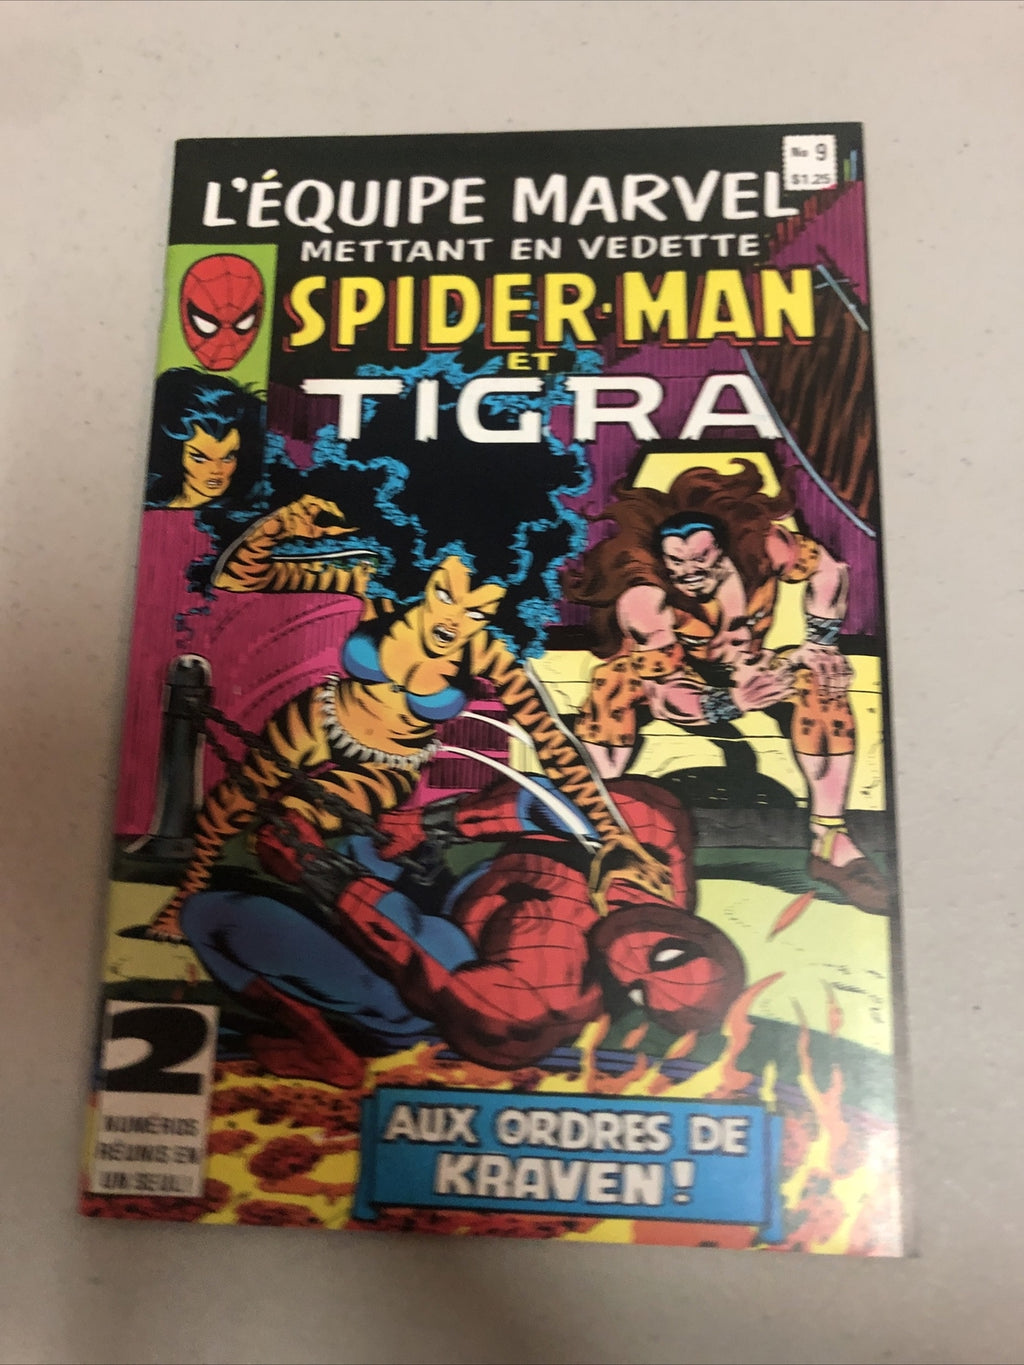 No 9
$1.25
L'ÉQUIPE MARVEL
METTANT EN VEDETTE
SPIDER-MAN
ET
TIGRA
2
NUMÉROS
RÉUNIS EN
UN SEUL!
AUX ORDRES DE
KRAVEN!